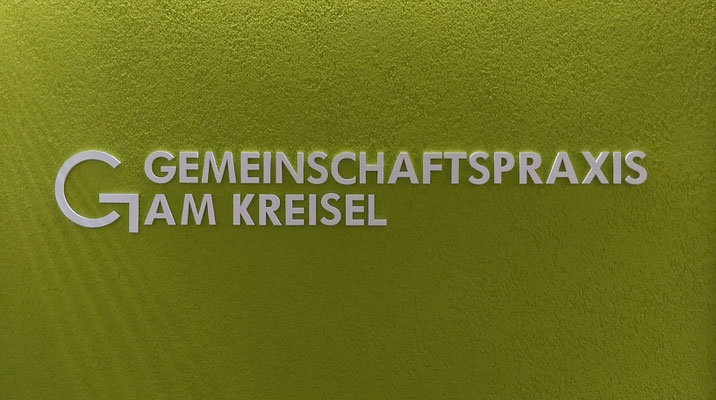 GEMEINSCHAFTSPRAXIS
AM KREISEL